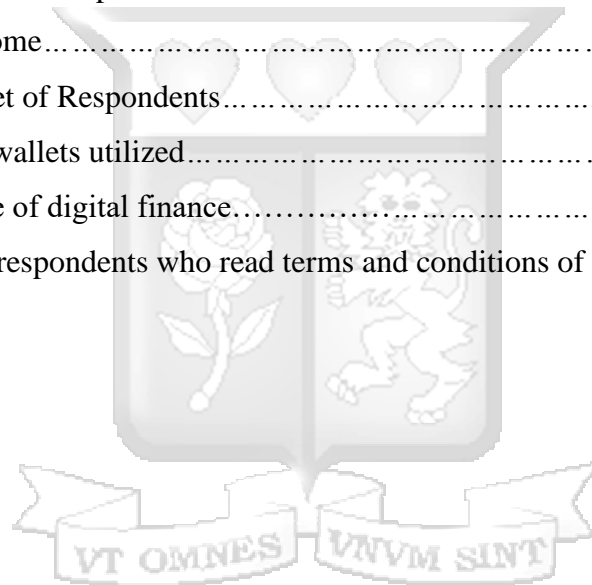 ome……………………………………………
et of Respondents………………………………
wallets utilized……………………………………
e of digital finance……………………………
respondents who read terms and conditions of
VT OMNES VNVM SINT